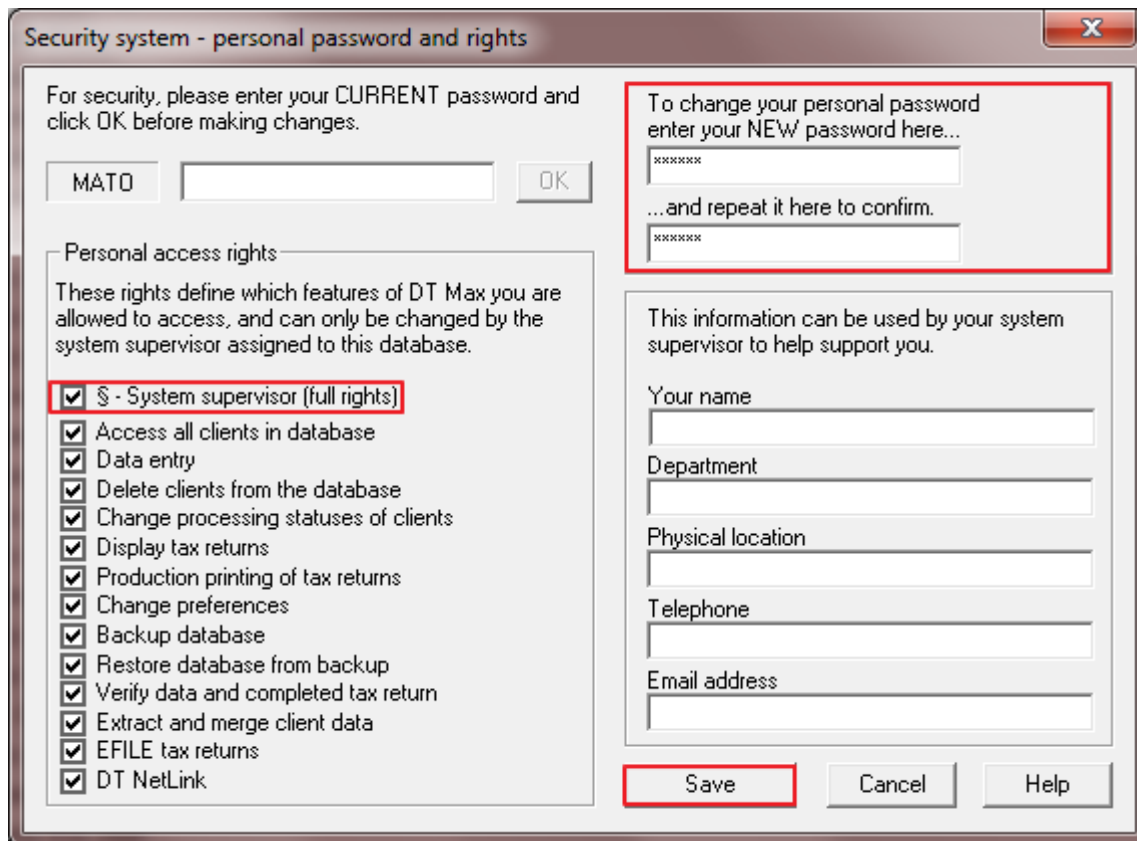 Security system - personal password and rights
For security, please enter your CURRENT password and
click OK before making changes.
MATO
OK
Personal access rights
These rights define which features of DT Max you are
allowed to access, and can only be changed by the
system supervisor assigned to this database.
§ - System supervisor (full rights)
Access all clients in database
Data entry
Delete clients from the database
Change processing statuses of clients
Display tax returns
Production printing of tax returns
Change preferences
Backup database
Restore database from backup
Verify data and completed tax return
Extract and merge client data
EFILE tax returns
DT NetLink
To change your personal password
enter your NEW password here...
******
...and repeat it here to confirm.
******
This information can be used by your system
supervisor to help support you.
Your name
Department
Physical location
Telephone
Email address
Save
Cancel
Help